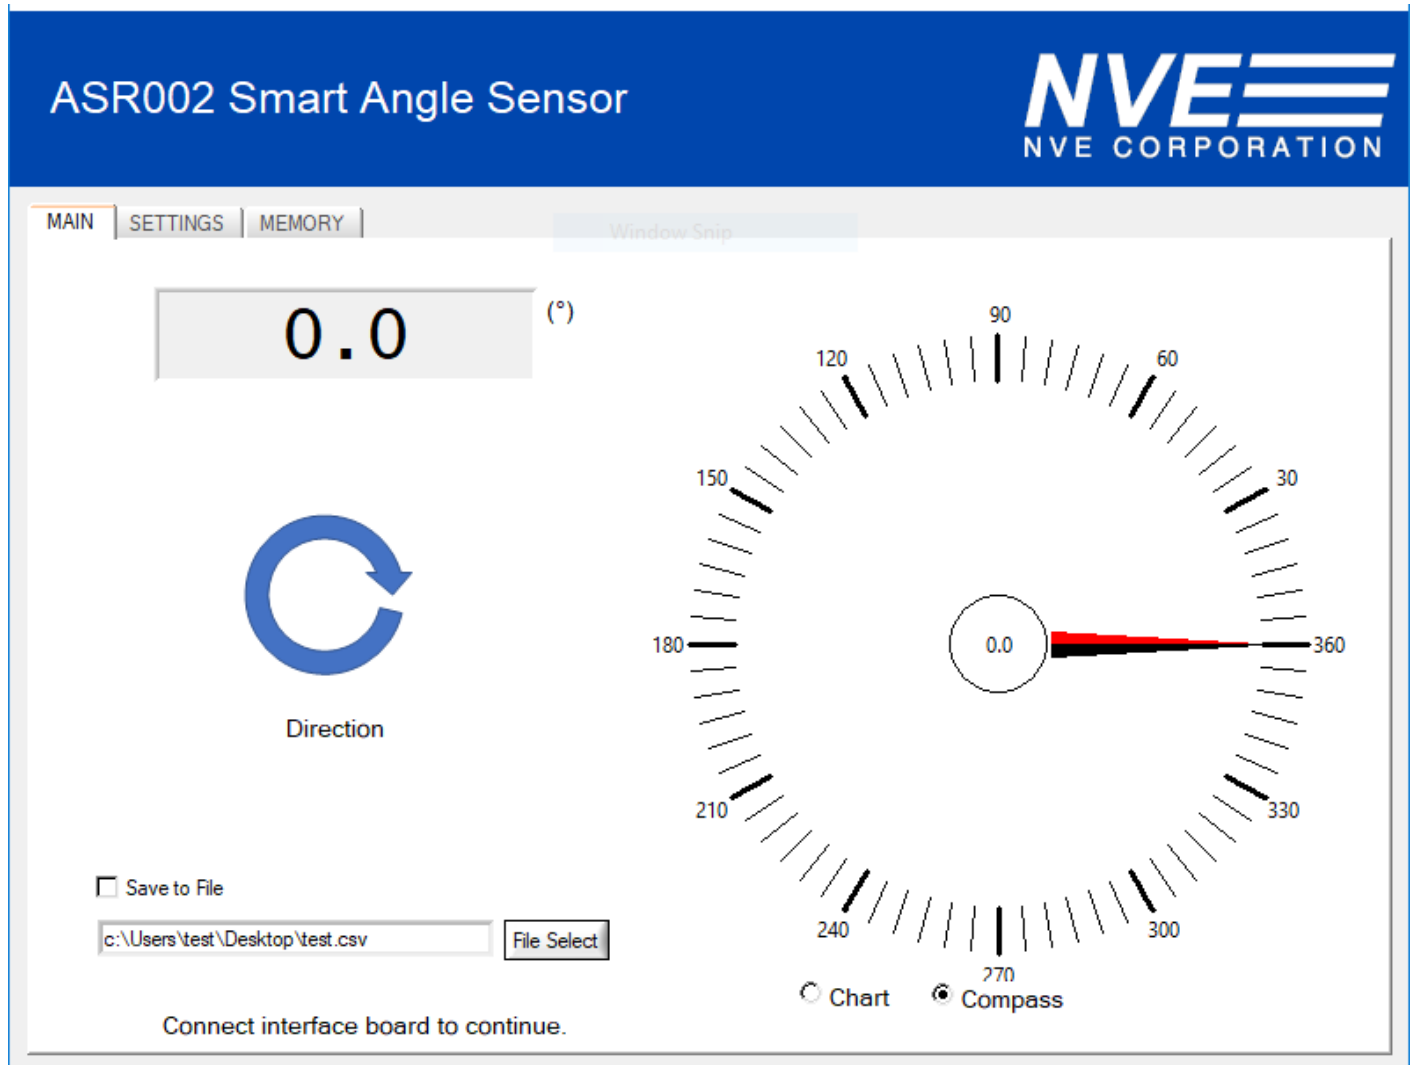 ASR002 Smart Angle Sensor
NVE
NVE CORPORATION
MAIN
SETTINGS
MEMORY
Window Snip
0.0
(°)
90
120
60
150
30
180
0.0
360
Direction
210
330
240
300
270
Save to File
c:\Users\test\Desktop\test.csv
File Select
Chart
Compass
Connect interface board to continue.